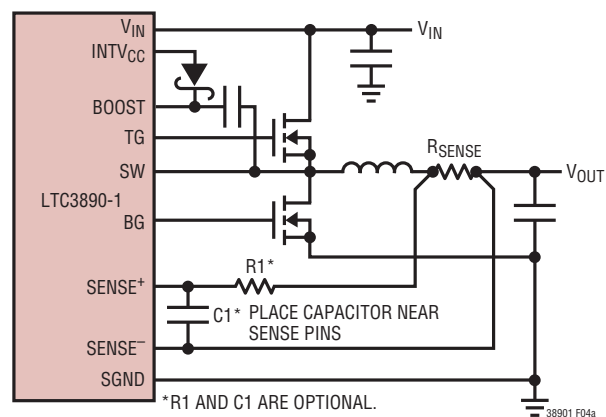 VIN
VIN
INTVCC
BOOST
TG
SW
RSENSE
VOUT
LTC3890-1
BG
R1*
SENSE+
C1* PLACE CAPACITOR NEAR
SENSE PINS
SENSE–
SGND
*R1 AND C1 ARE OPTIONAL.
38901 F04a